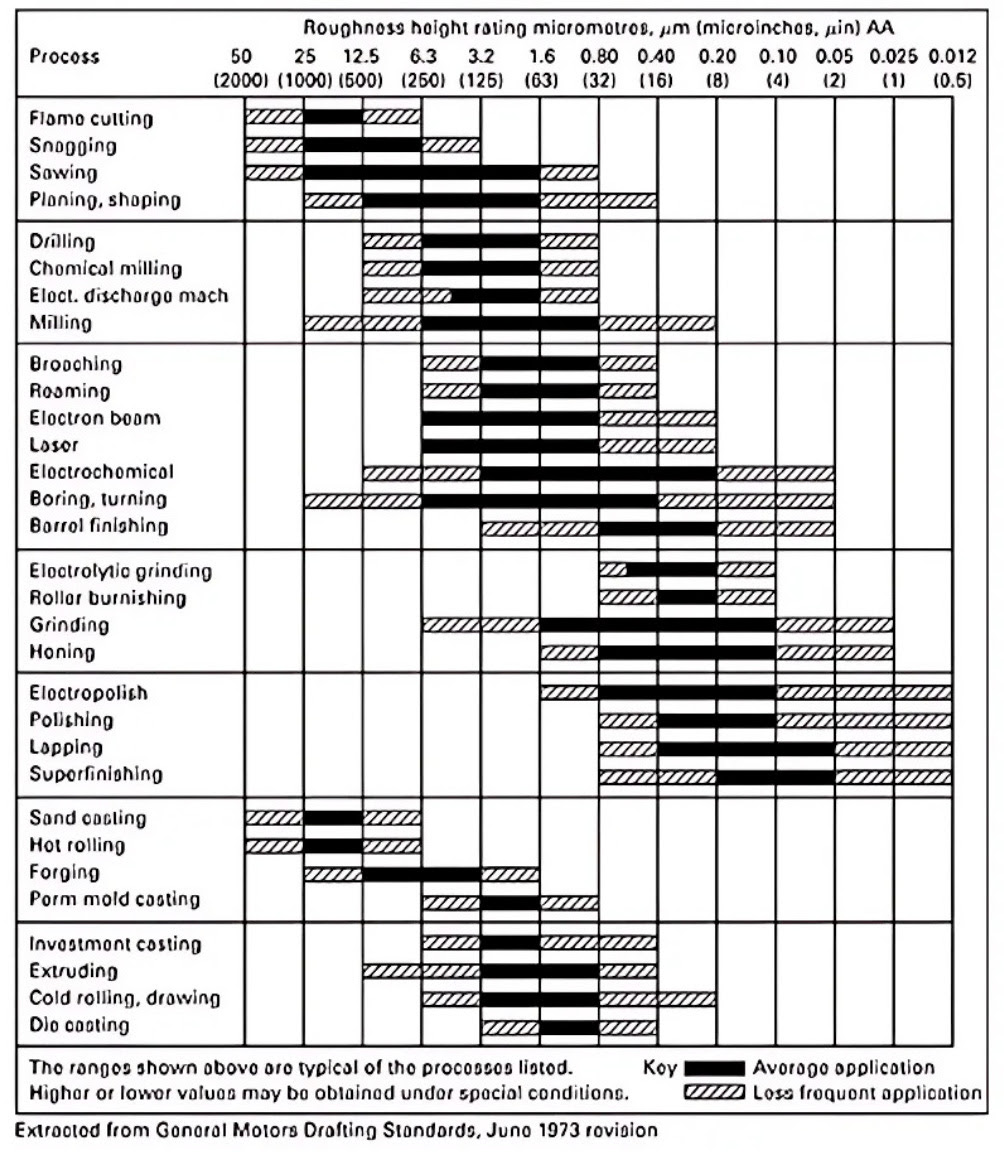 Roughness height rating micrometres, μm (microinches, μin) AA
Process 50 25 12.5 6.3 3.2 1.6 0.80 0.40 0.20 0.10 0.05 0.025 0.012
(2000) (1000) (500) (250) (125) (63) (32) (16) (8) (4) (2) (1) (0.5)
Flame cutting
Snagging
Sawing
Planing, shaping
Drilling
Chemical milling
Elect. discharge mach
Milling
Broaching
Reaming
Electron beam
Laser
Electrochemical
Boring, turning
Barrel finishing
Electrolytic grinding
Roller burnishing
Grinding
Honing
Electropolish
Polishing
Lapping
Superfinishing
Sand casting
Hot rolling
Forging
Perm mold casting
Investment casting
Extruding
Cold rolling, drawing
Die casting
The ranges shown above are typical of the processes listed.
Higher or lower values may be obtained under special conditions.
Key Average application
Less frequent application
Extracted from General Motors Drafting Standards, June 1973 revision